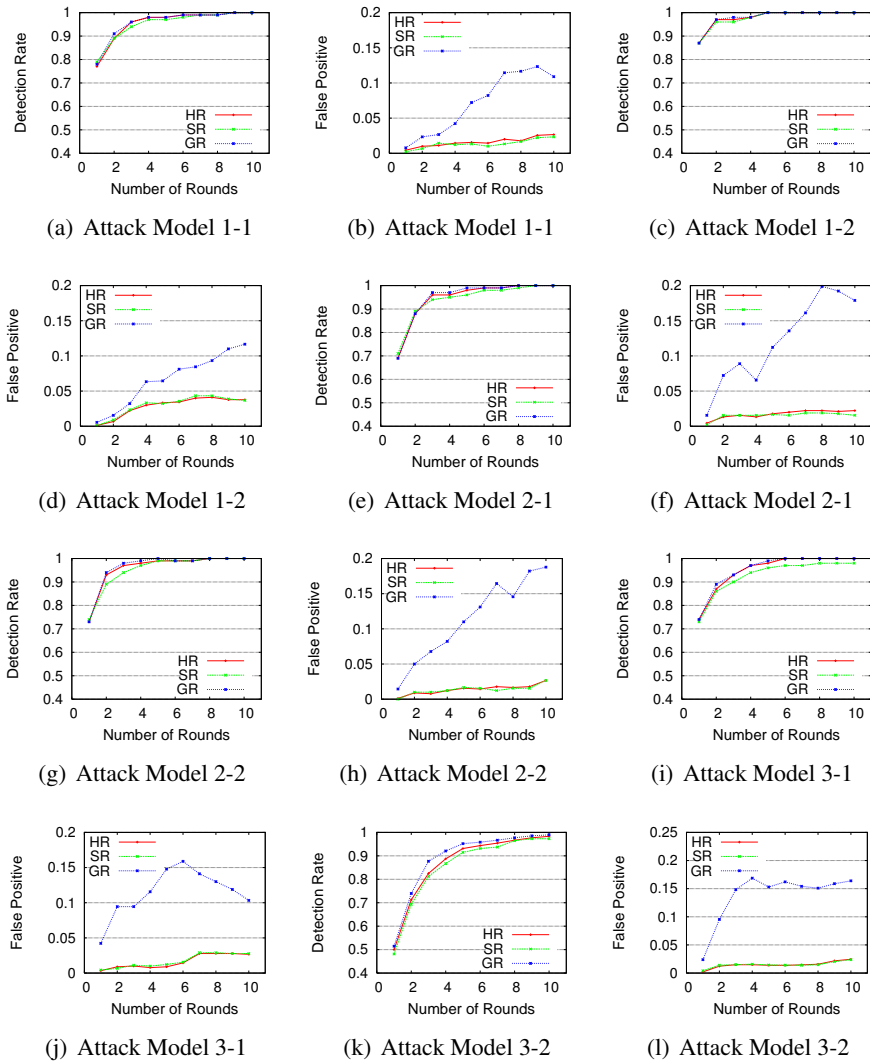 1
0.9
0.8
0.7
0.6
0.5
0.4
0 2 4 6 8 10
Detection Rate
Number of Rounds
HR
SR
GR
(a) Attack Model 1-1
0.2
0.15
0.1
0.05
0
0 2 4 6 8 10
False Positive
Number of Rounds
HR
SR
GR
(b) Attack Model 1-1
1
0.9
0.8
0.7
0.6
0.5
0.4
0 2 4 6 8 10
Detection Rate
Number of Rounds
HR
SR
GR
(c) Attack Model 1-2
0.2
0.15
0.1
0.05
0
0 2 4 6 8 10
False Positive
Number of Rounds
HR
SR
GR
(d) Attack Model 1-2
1
0.9
0.8
0.7
0.6
0.5
0.4
0 2 4 6 8 10
Detection Rate
Number of Rounds
HR
SR
GR
(e) Attack Model 2-1
0.2
0.15
0.1
0.05
0
0 2 4 6 8 10
False Positive
Number of Rounds
HR
SR
GR
(f) Attack Model 2-1
1
0.9
0.8
0.7
0.6
0.5
0.4
0 2 4 6 8 10
Detection Rate
Number of Rounds
HR
SR
GR
(g) Attack Model 2-2
0.2
0.15
0.1
0.05
0
0 2 4 6 8 10
False Positive
Number of Rounds
HR
SR
GR
(h) Attack Model 2-2
1
0.9
0.8
0.7
0.6
0.5
0.4
0 2 4 6 8 10
Detection Rate
Number of Rounds
HR
SR
GR
(i) Attack Model 3-1
0.2
0.15
0.1
0.05
0
0 2 4 6 8 10
False Positive
Number of Rounds
HR
SR
GR
(j) Attack Model 3-1
1
0.9
0.8
0.7
0.6
0.5
0.4
0 2 4 6 8 10
Detection Rate
Number of Rounds
HR
SR
GR
(k) Attack Model 3-2
0.25
0.2
0.15
0.1
0.05
0
0 2 4 6 8 10
False Positive
Number of Rounds
HR
SR
GR
(l) Attack Model 3-2